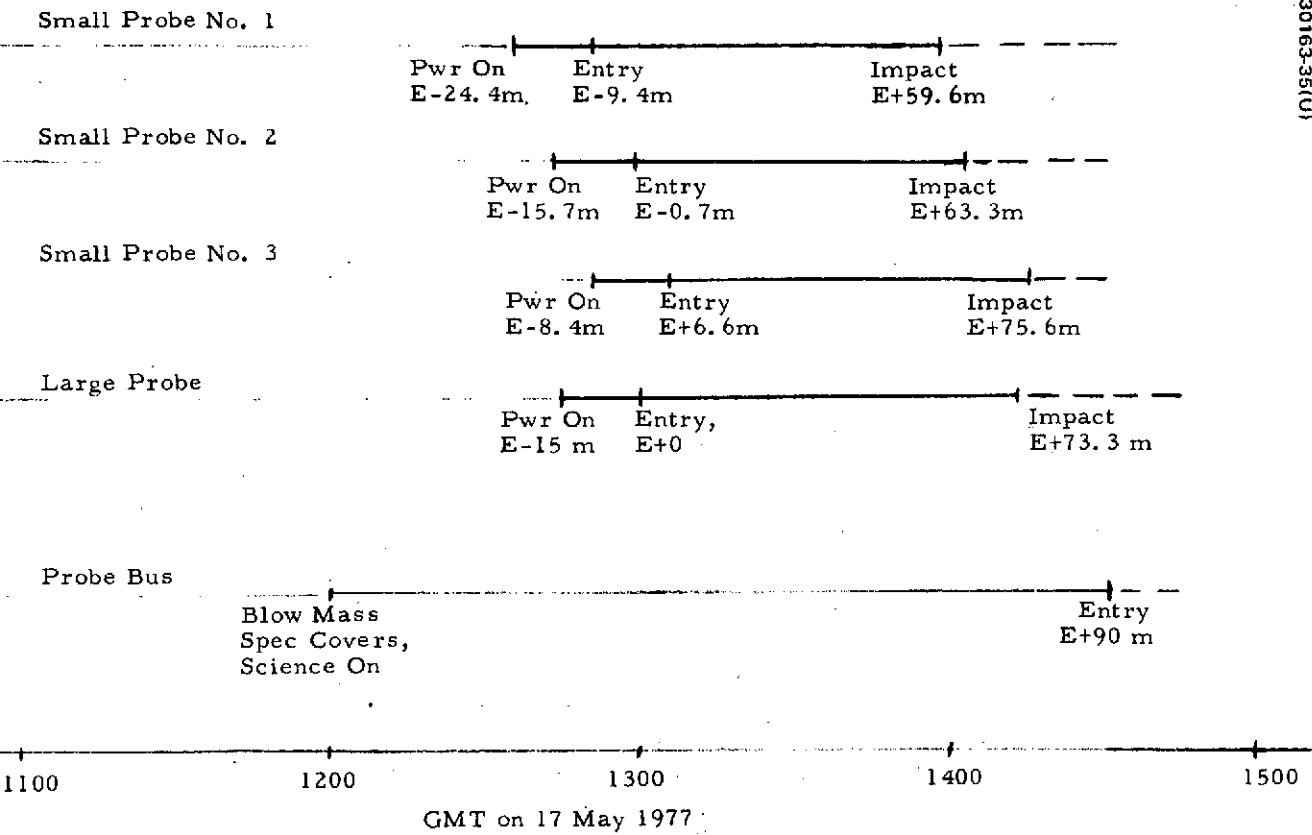 30163-35(U)
Small Probe No. 1
Pwr On Entry Impact
E-24.4m, E-9.4m E+59.6m
Small Probe No. 2
Pwr On Entry Impact
E-15.7m E-0.7m E+63.3m
Small Probe No. 3
Pwr On Entry Impact
E-8.4m E+6.6m E+75.6m
Large Probe
Pwr On Entry, Impact
E-15 m E+0 E+73.3 m
Probe Bus
Blow Mass Entry
Spec Covers, E+90 m
Science On
1100 1200 1300 1400 1500
GMT on 17 May 1977